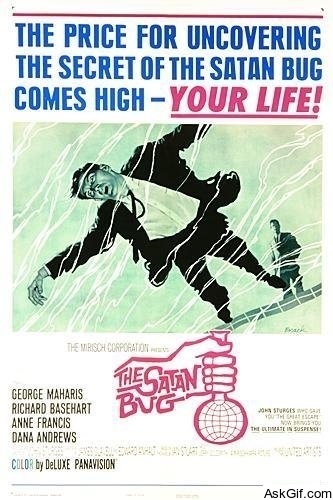 THE PRICE FOR UNCOVERING
THE SECRET OF THE SATAN BUG
COMES HIGH – YOUR LIFE!
THE MIRISCH CORPORATION PRESENTS
THE SATAN
BUG
GEORGE MAHARIS
RICHARD BASEHART
ANNE FRANCIS
DANA ANDREWS
JOHN STURGES WHO GAVE
YOU "THE GREAT ESCAPE"
NOW BRINGS YOU
THE ULTIMATE IN SUSPENSE!
COLOR by DeLUXE PANAVISION
UNITED ARTISTS
AskGif.com